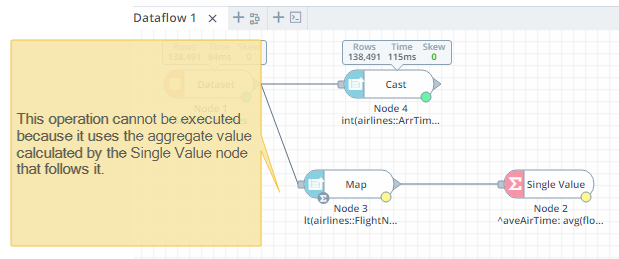 Dataflow 1
Rows Time Skew
138,491 64ms 0
Rows Time Skew
138,491 115ms 0
Dataset
Cast
Node 1
Node 4
int(airlines::ArrTim...
This operation cannot be executed
because it uses the aggregate value
calculated by the Single Value node
that follows it.
Map
Single Value
Node 3
Node 2
lt(airlines::FlightN...
^aveAirTime: avg(flo...